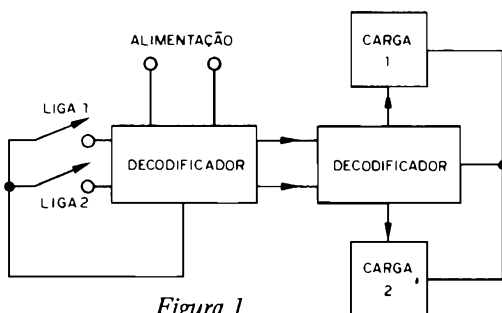 ALIMENTAÇÃO
CARGA
1
LIGA 1
DECODIFICADOR
DECODIFICADOR
LIGA 2
CARGA
2
Figura 1